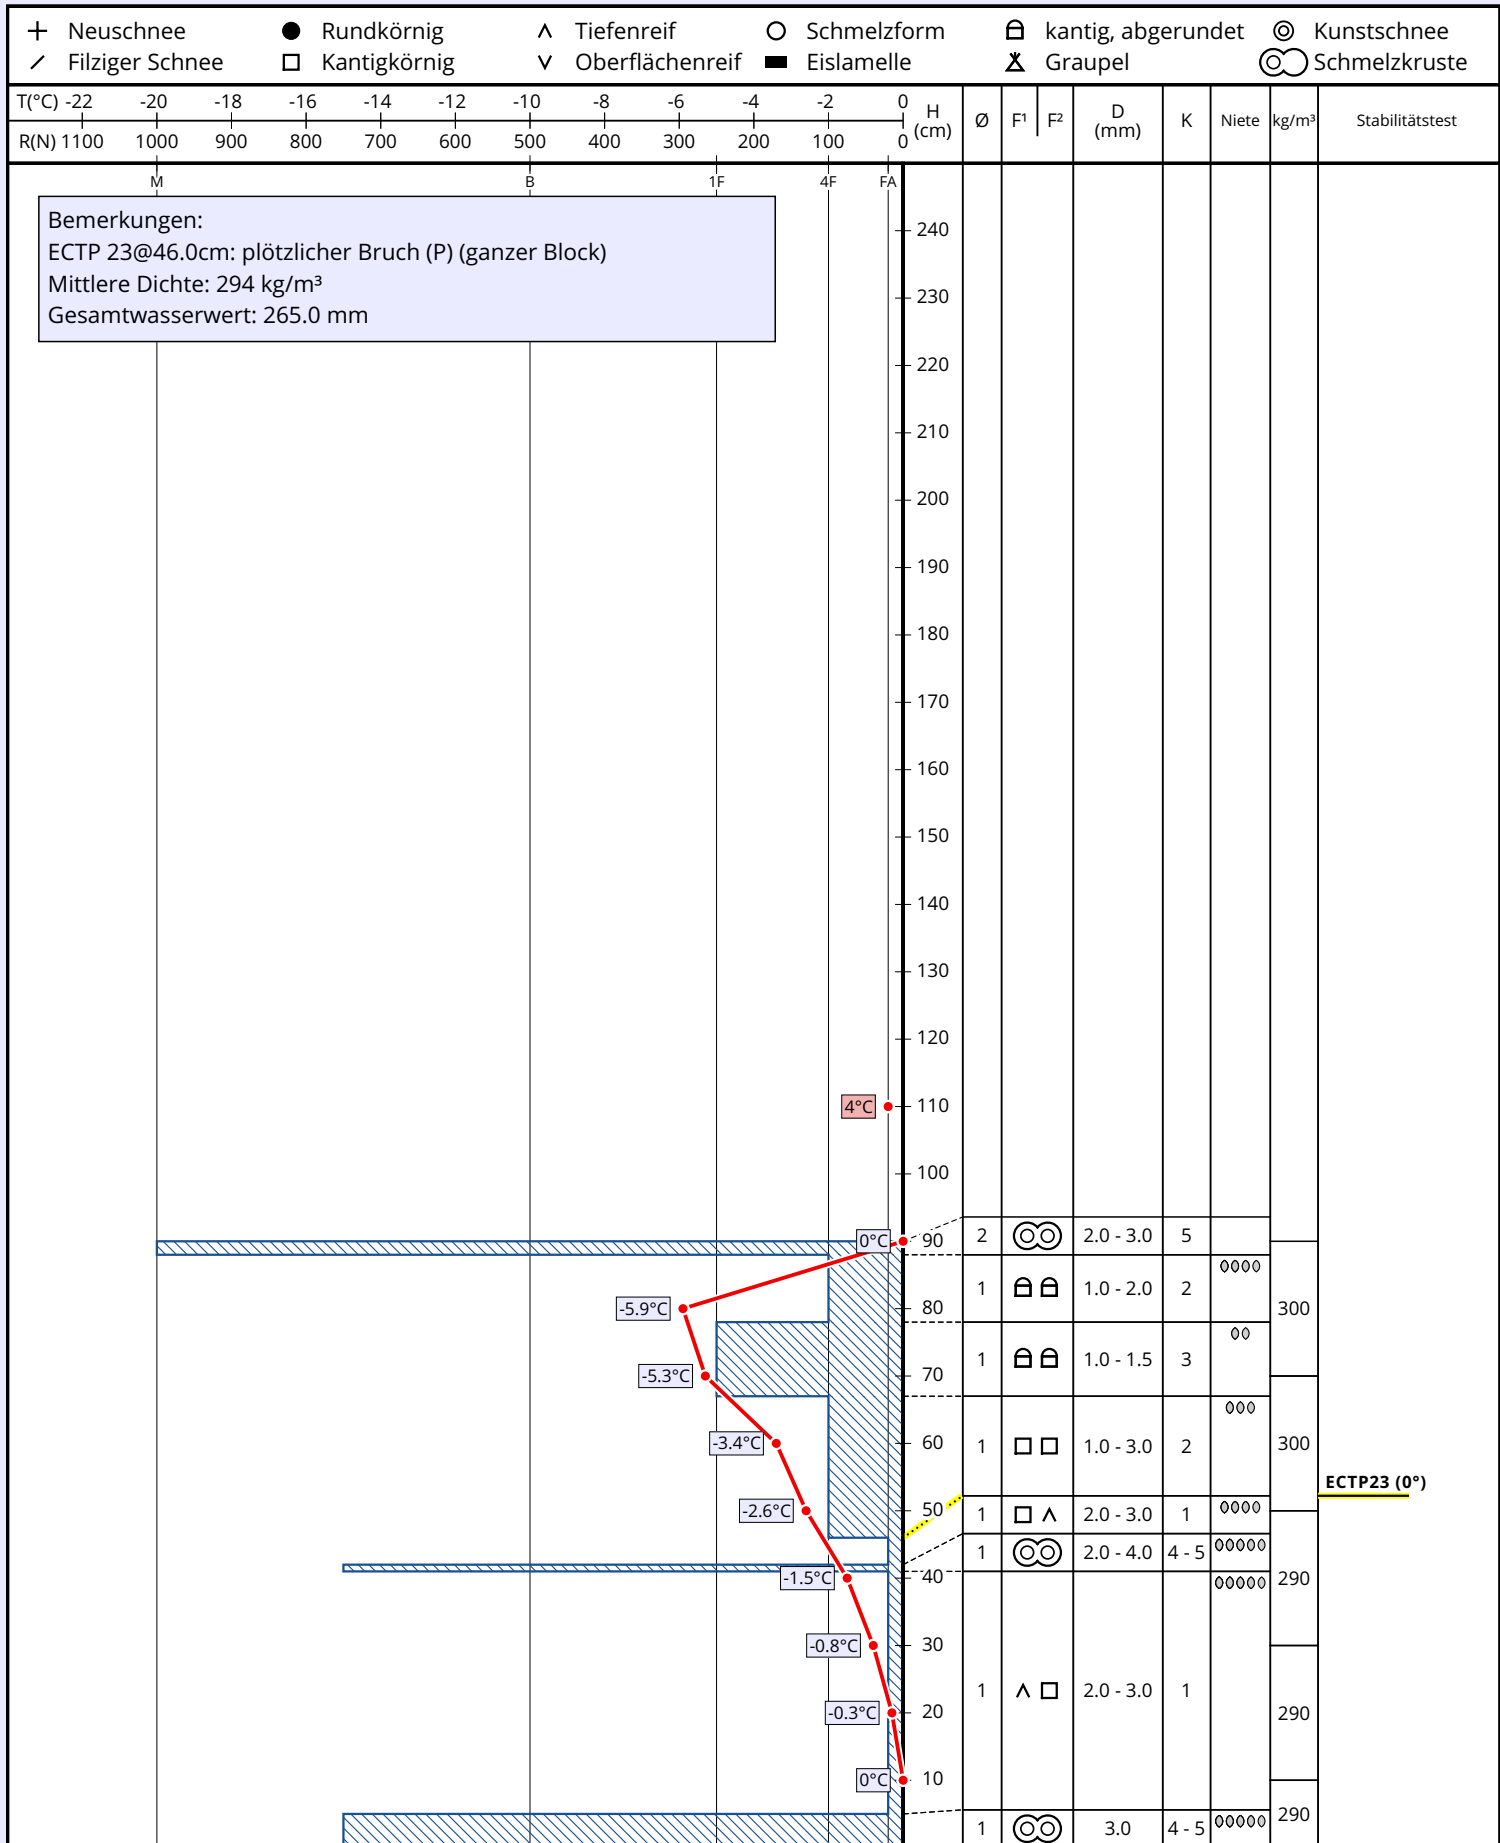 Neuschnee Rundkörnig Tiefenreif Schmelzform kantig, abgerundet Kunstschnee
Filziger Schnee Kantigkörnig Oberflächenreif Eislamelle Graupel Schmelzkruste
T(°C) -22 -20 -18 -16 -14 -12 -10 -8 -6 -4 -2 0
R(N) 1100 1000 900 800 700 600 500 400 300 200 100 0
H (cm) Ø F¹ F² D (mm) K Niete kg/m³ Stabilitätstest
M B 1F 4F FA
Bemerkungen:
ECTP 23@46.0cm: plötzlicher Bruch (P) (ganzer Block)
Mittlere Dichte: 294 kg/m³
Gesamtwasserwert: 265.0 mm
240
230
220
210
200
190
180
170
160
150
140
130
120
4°C 110
100
0°C 90 2 2.0 - 3.0 5
1 1.0 - 2.0 2
-5.9°C 80 300
1 1.0 - 1.5 3
-5.3°C 70
-3.4°C 60 1 1.0 - 3.0 2 300
ECTP23 (0°)
-2.6°C 50 1 2.0 - 3.0 1
1 2.0 - 4.0 4 - 5
-1.5°C 40 290
-0.8°C 30
1 2.0 - 3.0 1
-0.3°C 20 290
0°C 10
290
1 3.0 4 - 5